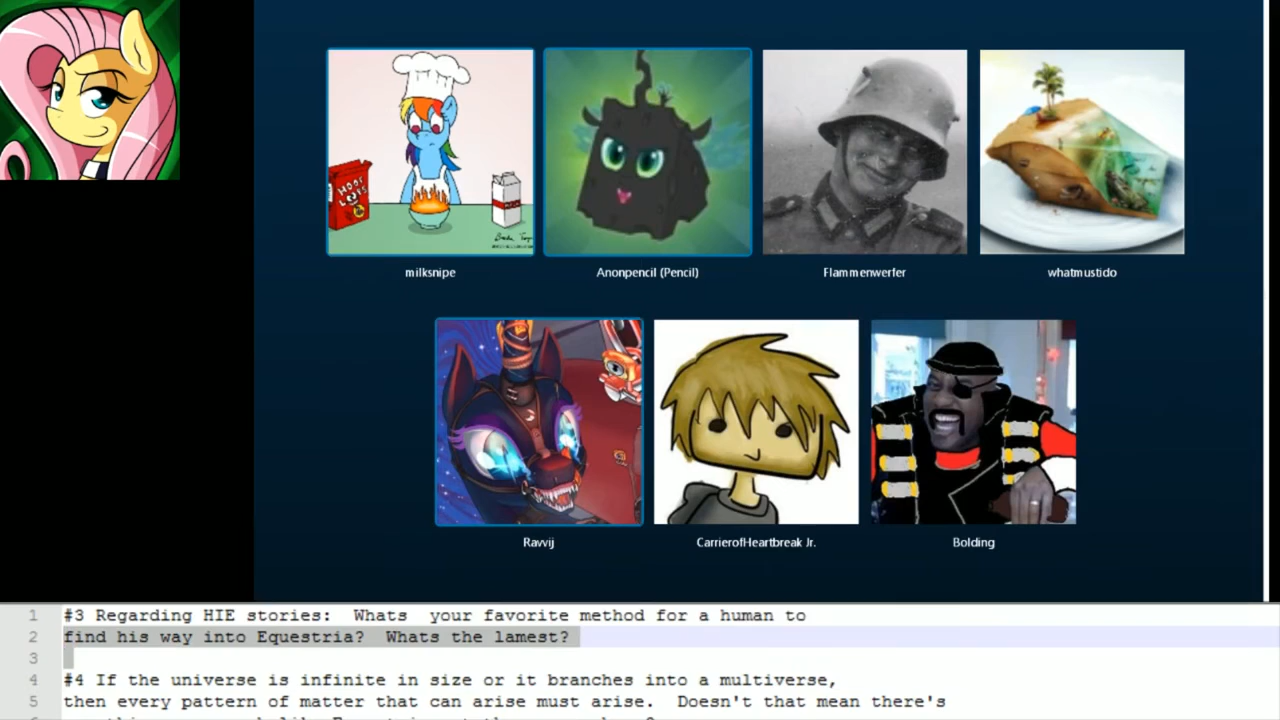 milksnipe
Anonpencil (Pencil)
Flammenwerfer
whatmustido
Ravvij
CarrierofHeartbreak Jr.
Bolding
1 #3 Regarding HIE stories:  Whats  your favorite method for a human to
2 find his way into Equestria?  Whats the lamest?
3
4 #4 If the universe is infinite in size or it branches into a multiverse,
5 then every pattern of matter that can arise must arise.  Doesn't that mean there's